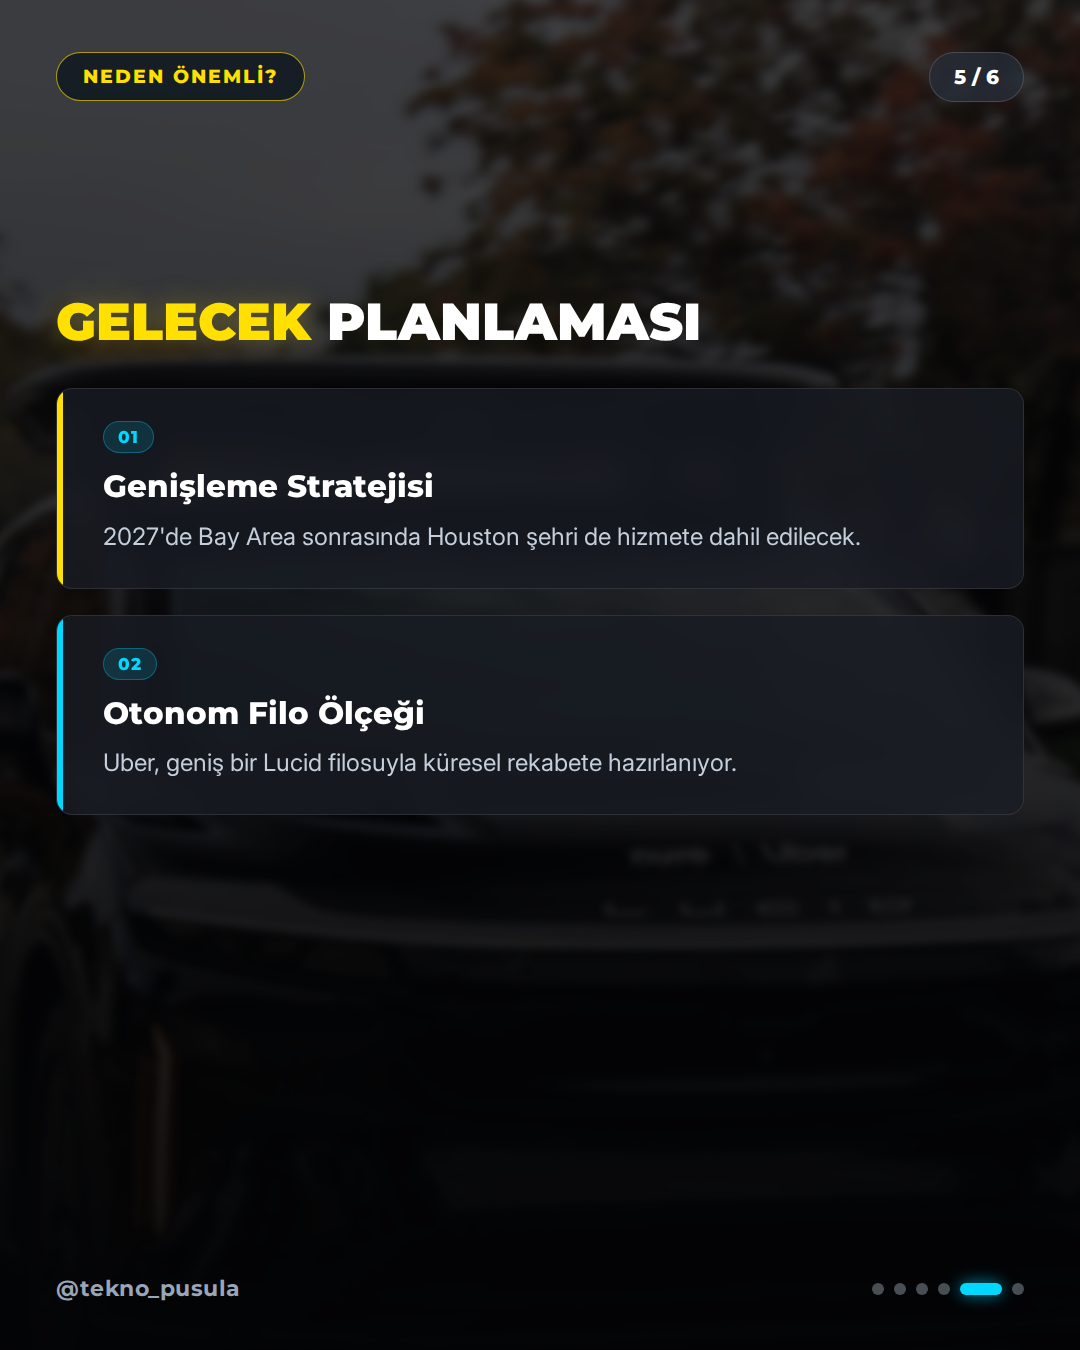 NEDEN ÖNEMLİ?
5 / 6
GELECEK PLANLAMASI
01
Genişleme Stratejisi
2027'de Bay Area sonrasında Houston şehri de hizmete dahil edilecek.
02
Otonom Filo Ölçeği
Uber, geniş bir Lucid filosuyla küresel rekabete hazırlanıyor.
@tekno_pusula